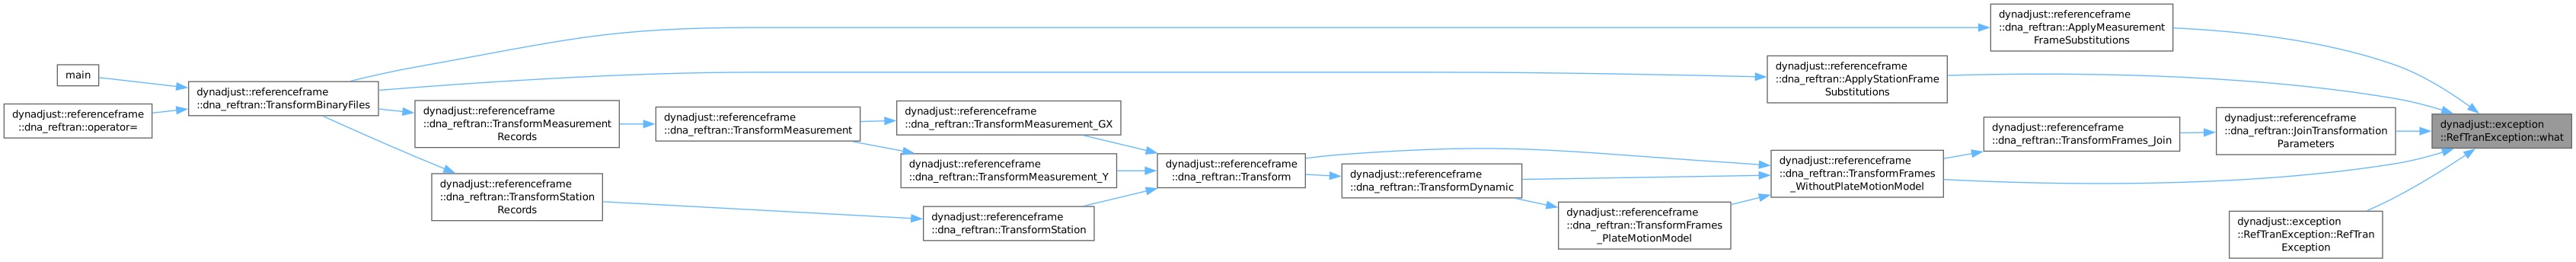 main
dynadjust::referenceframe
::dna_reftran::operator=
dynadjust::referenceframe
::dna_reftran::TransformBinaryFiles
dynadjust::referenceframe
::dna_reftran::TransformMeasurement
Records
dynadjust::referenceframe
::dna_reftran::TransformStation
Records
dynadjust::referenceframe
::dna_reftran::TransformMeasurement
dynadjust::referenceframe
::dna_reftran::TransformMeasurement_GX
dynadjust::referenceframe
::dna_reftran::TransformMeasurement_Y
dynadjust::referenceframe
::dna_reftran::TransformStation
dynadjust::referenceframe
::dna_reftran::Transform
dynadjust::referenceframe
::dna_reftran::TransformDynamic
dynadjust::referenceframe
::dna_reftran::TransformFrames
_PlateMotionModel
dynadjust::referenceframe
::dna_reftran::ApplyStationFrame
Substitutions
dynadjust::referenceframe
::dna_reftran::TransformFrames
_WithoutPlateMotionModel
dynadjust::referenceframe
::dna_reftran::TransformFrames_Join
dynadjust::referenceframe
::dna_reftran::ApplyMeasurement
FrameSubstitutions
dynadjust::referenceframe
::dna_reftran::JoinTransformation
Parameters
dynadjust::exception
::RefTranException::RefTran
Exception
dynadjust::exception
::RefTranException::what